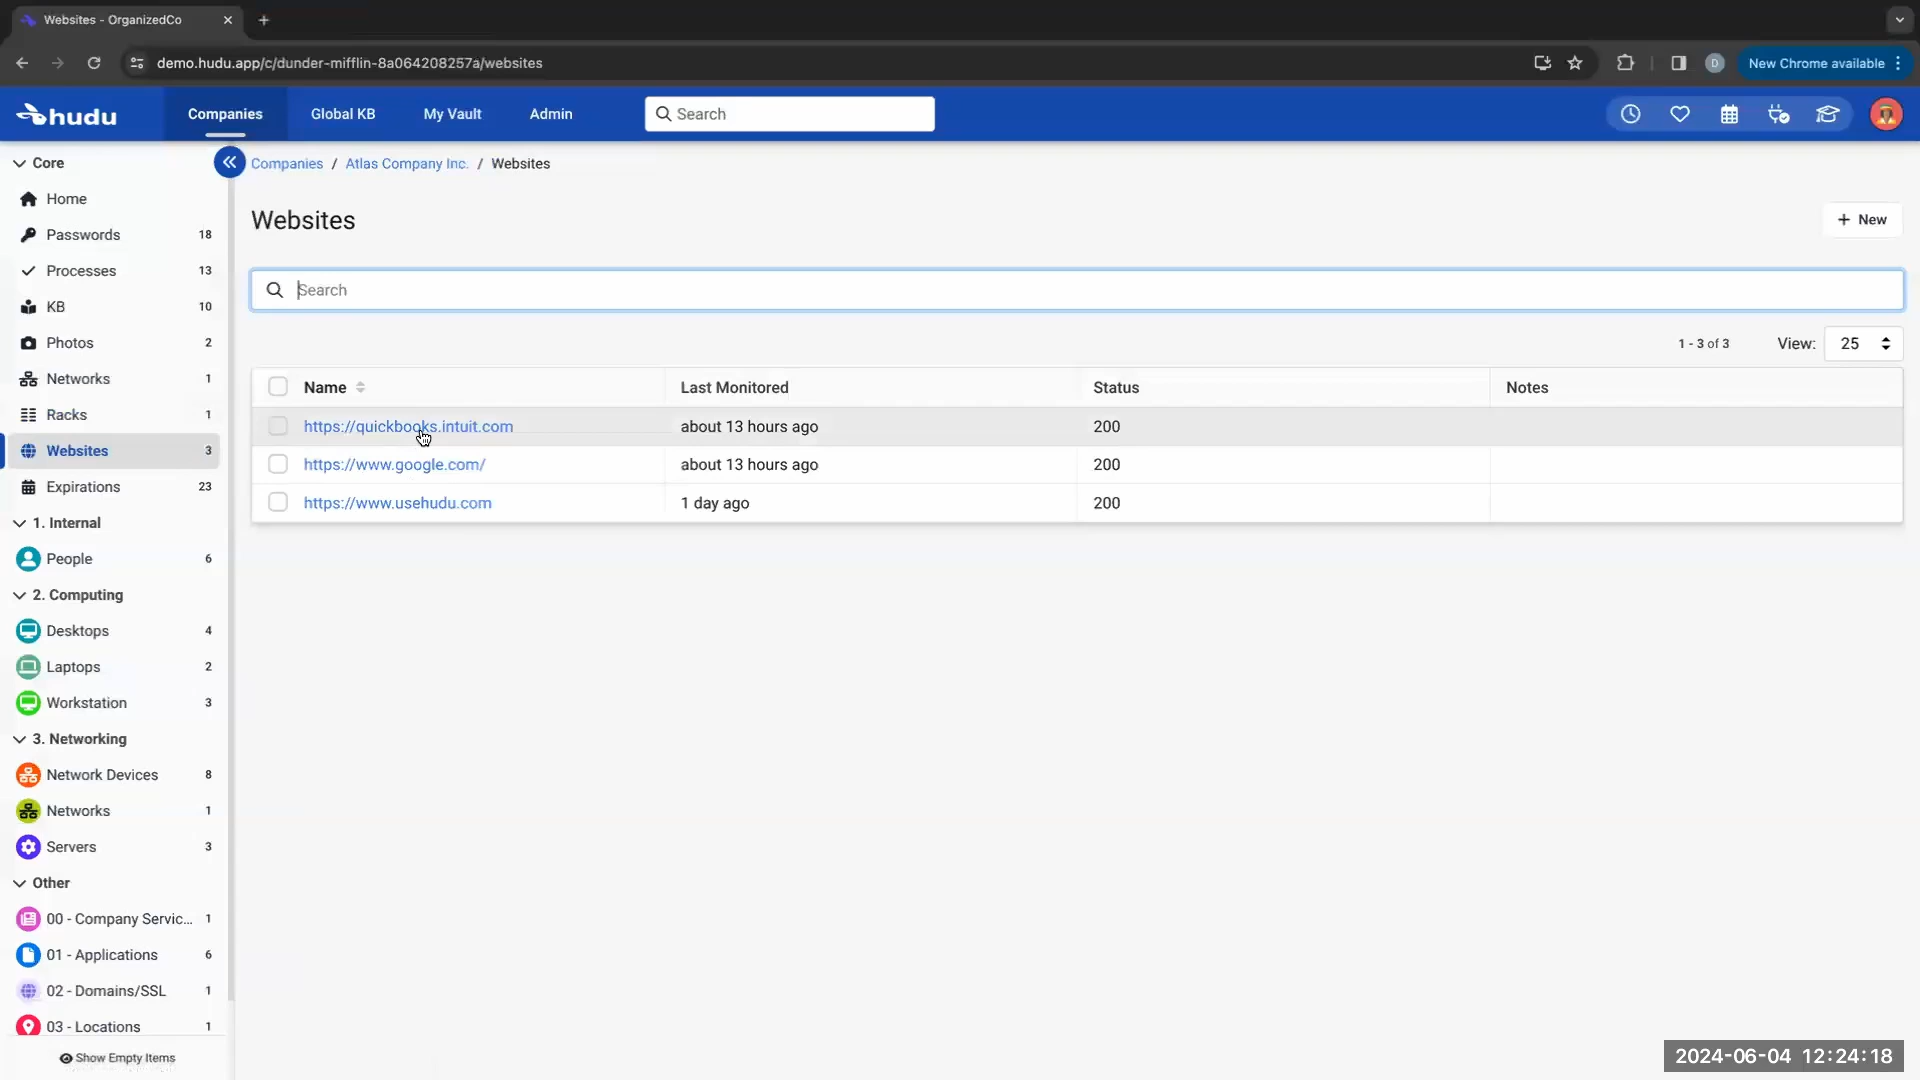 Websites - OrganizedCo
demo.hudu.app/c/dunder-mifflin-8a064208257a/websites
D
New Chrome available
hudu
Companies
Global KB
My Vault
Admin
Search
Core
Companies / Atlas Company Inc. / Websites
Home
Passwords 18
Processes 13
KB 10
Photos 2
Networks 1
Racks 1
Websites 3
Expirations 23
1. Internal
People 6
2. Computing
Desktops 4
Laptops 2
Workstation 3
3. Networking
Network Devices 8
Networks 1
Servers 3
Other
00 - Company Servic... 1
01 - Applications 6
02 - Domains/SSL 1
03 - Locations 1
Show Empty Items
Websites
+ New
Search
1 - 3 of 3 View: 25
Name Last Monitored Status Notes
https://quickbooks.intuit.com about 13 hours ago 200
https://www.google.com/ about 13 hours ago 200
https://www.usehudu.com 1 day ago 200
2024-06-04 12:24:18